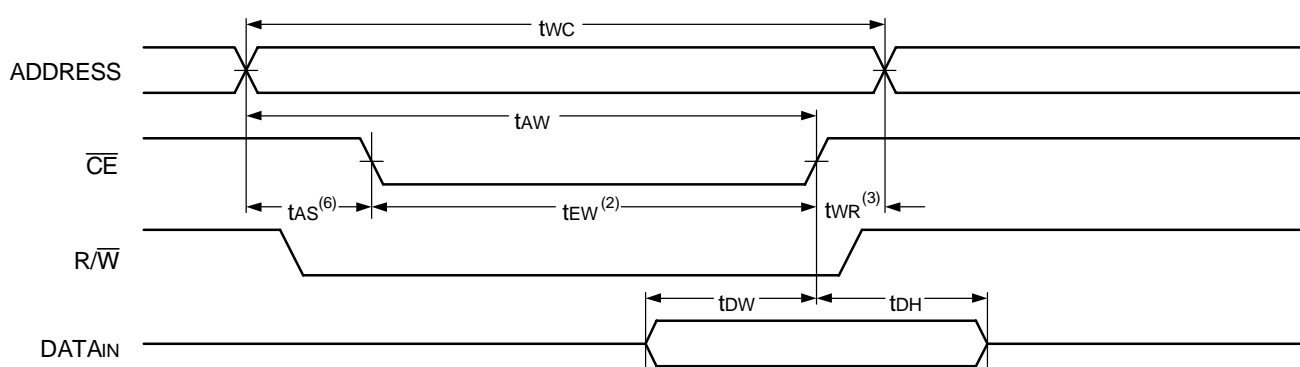 tWC
ADDRESS
tAW
CE
tAS(6)
tEW(2)
tWR(3)
R/W
tDW
tDH
DATAIN